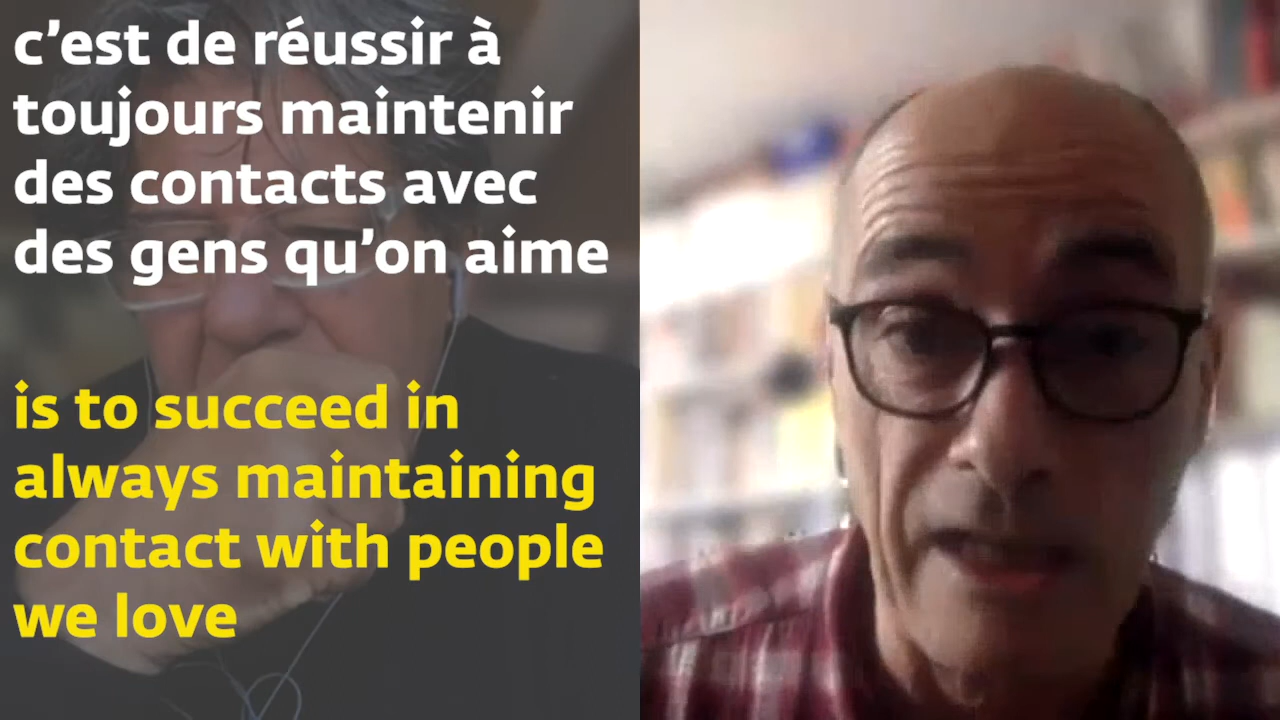 c’est de réussir à
toujours maintenir
des contacts avec
des gens qu’on aime
is to succeed in
always maintaining
contact with people
we love